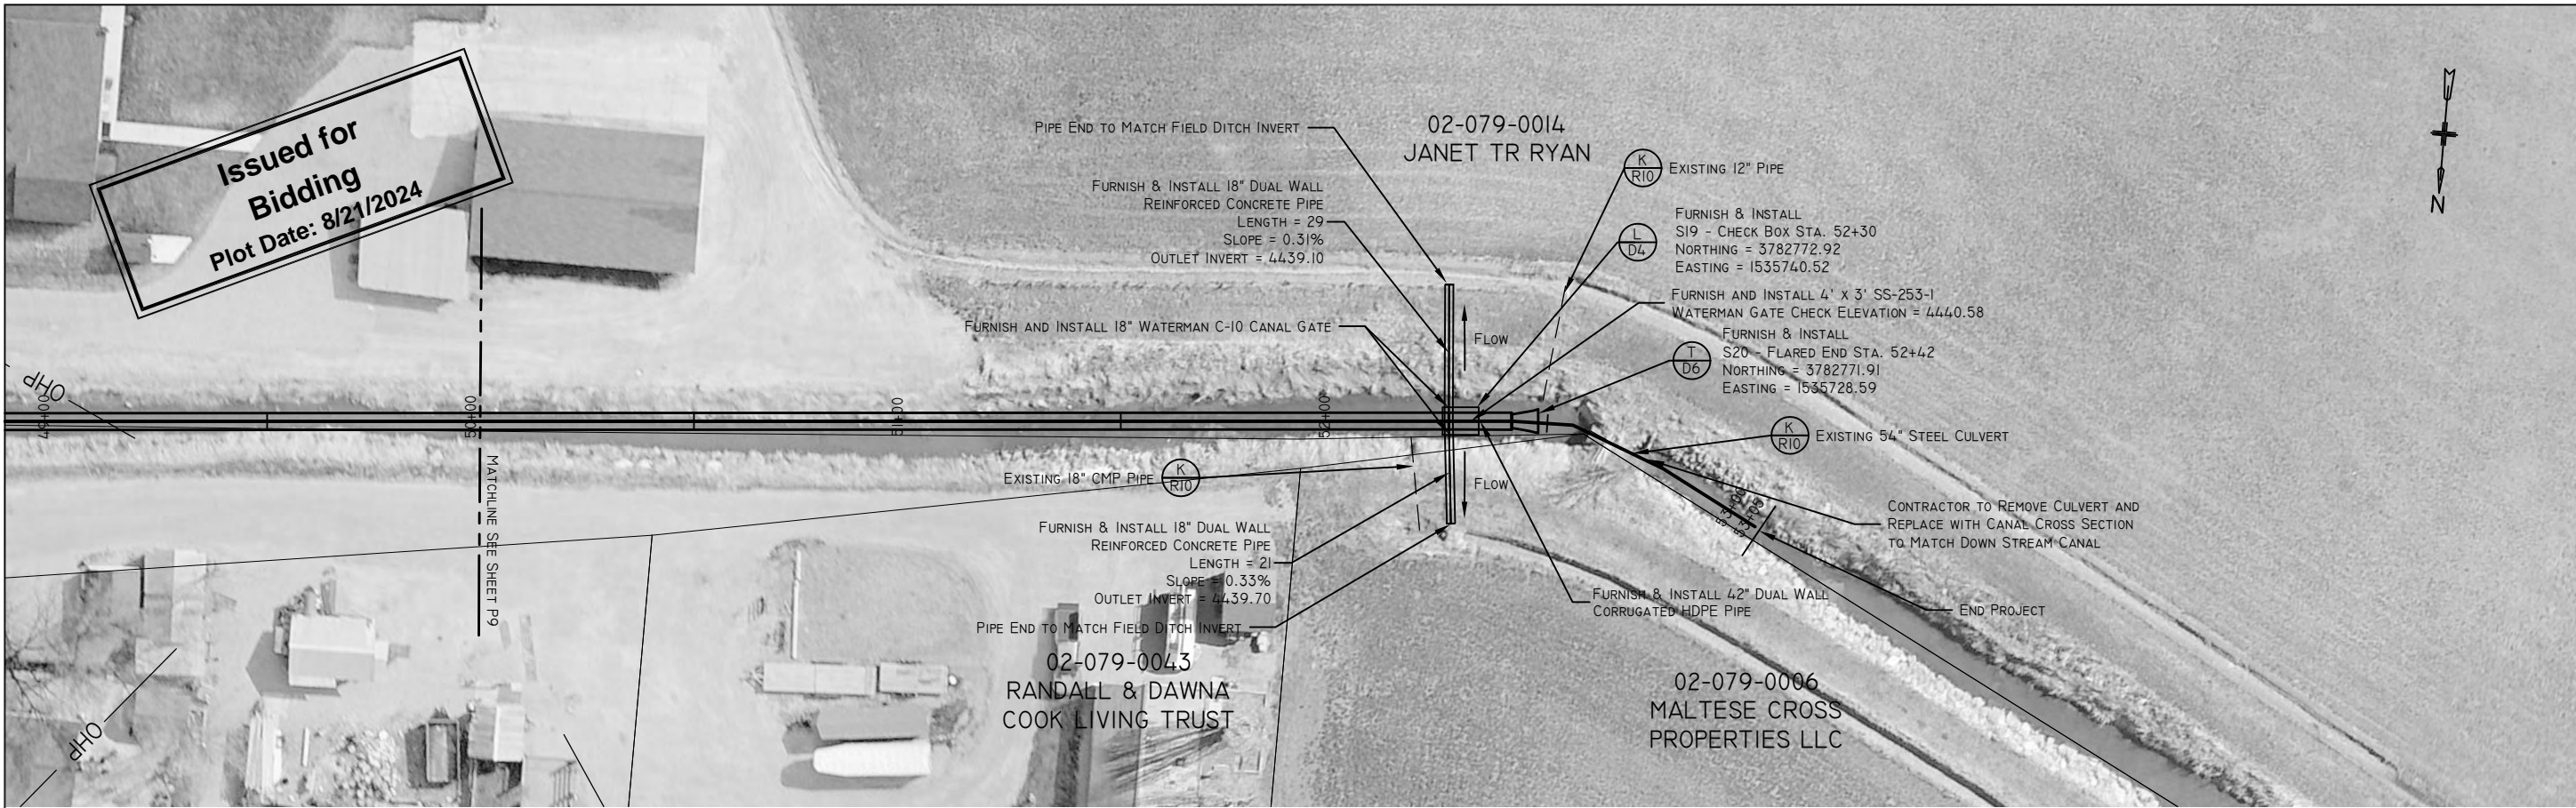 Issued for
Bidding
Plot Date: 8/21/2024
PIPE END TO MATCH FIELD DITCH INVERT
02-079-0014
JANET TR RYAN
K
R10
EXISTING 12" PIPE
N
FURNISH & INSTALL 18" DUAL WALL
REINFORCED CONCRETE PIPE
LENGTH = 29
SLOPE = 0.31%
OUTLET INVERT = 4439.10
L
D4
FURNISH & INSTALL
S19 - CHECK BOX STA. 52+30
NORTHING = 3782772.92
EASTING = 1535740.52
FURNISH AND INSTALL 4' X 3' SS-253-1
WATERMAN GATE CHECK ELEVATION = 4440.58
FURNISH AND INSTALL 18" WATERMAN C-10 CANAL GATE
FLOW
T
D6
FURNISH & INSTALL
S20 - FLARED END STA. 52+42
NORTHING = 3782771.91
EASTING = 1535728.59
OHP
49+00
50+00
51+00
52+00
K
R10
EXISTING 54" STEEL CULVERT
MATCHLINE SEE SHEET P9
EXISTING 18" CMP PIPE
K
R10
FLOW
53+00
53+05
CONTRACTOR TO REMOVE CULVERT AND
REPLACE WITH CANAL CROSS SECTION
TO MATCH DOWN STREAM CANAL
FURNISH & INSTALL 18" DUAL WALL
REINFORCED CONCRETE PIPE
LENGTH = 21
SLOPE = 0.33%
OUTLET INVERT = 4439.70
FURNISH & INSTALL 42" DUAL WALL
CORRUGATED HDPE PIPE
END PROJECT
PIPE END TO MATCH FIELD DITCH INVERT
02-079-0043
RANDALL & DAWNA
COOK LIVING TRUST
02-079-0006
MALTESE CROSS
PROPERTIES LLC
OHP